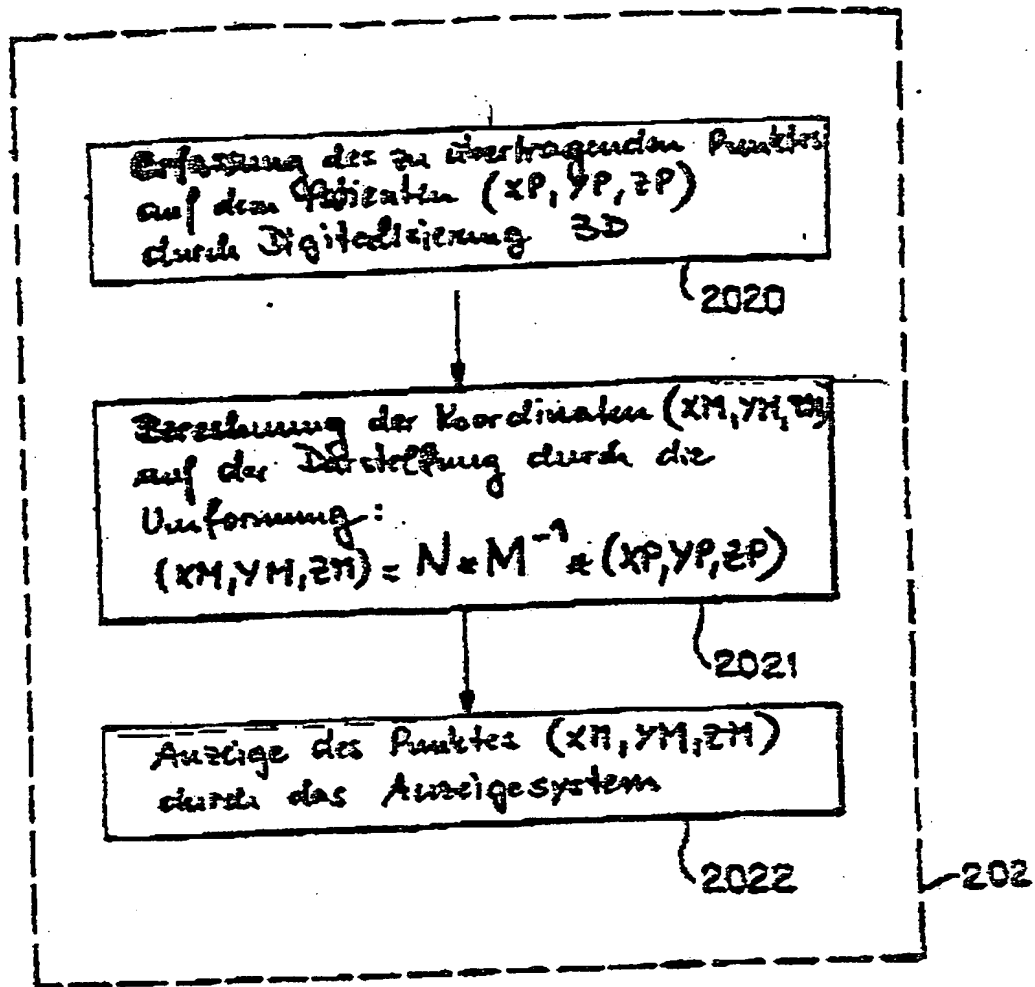 Erfassung des zu übertragenden Punktes
auf dem Patienten (XP, YP, ZP)
durch Digitalisierung 3D
2020
Berechnung der Koordinaten (XM, YM, ZM)
auf der Darstellung durch die
Umformung:
(XM, YM, ZM) = N * M⁻¹ * (XP, YP, ZP)
2021
Anzeige des Punktes (XM, YM, ZM)
durch das Anzeigesystem
2022
202